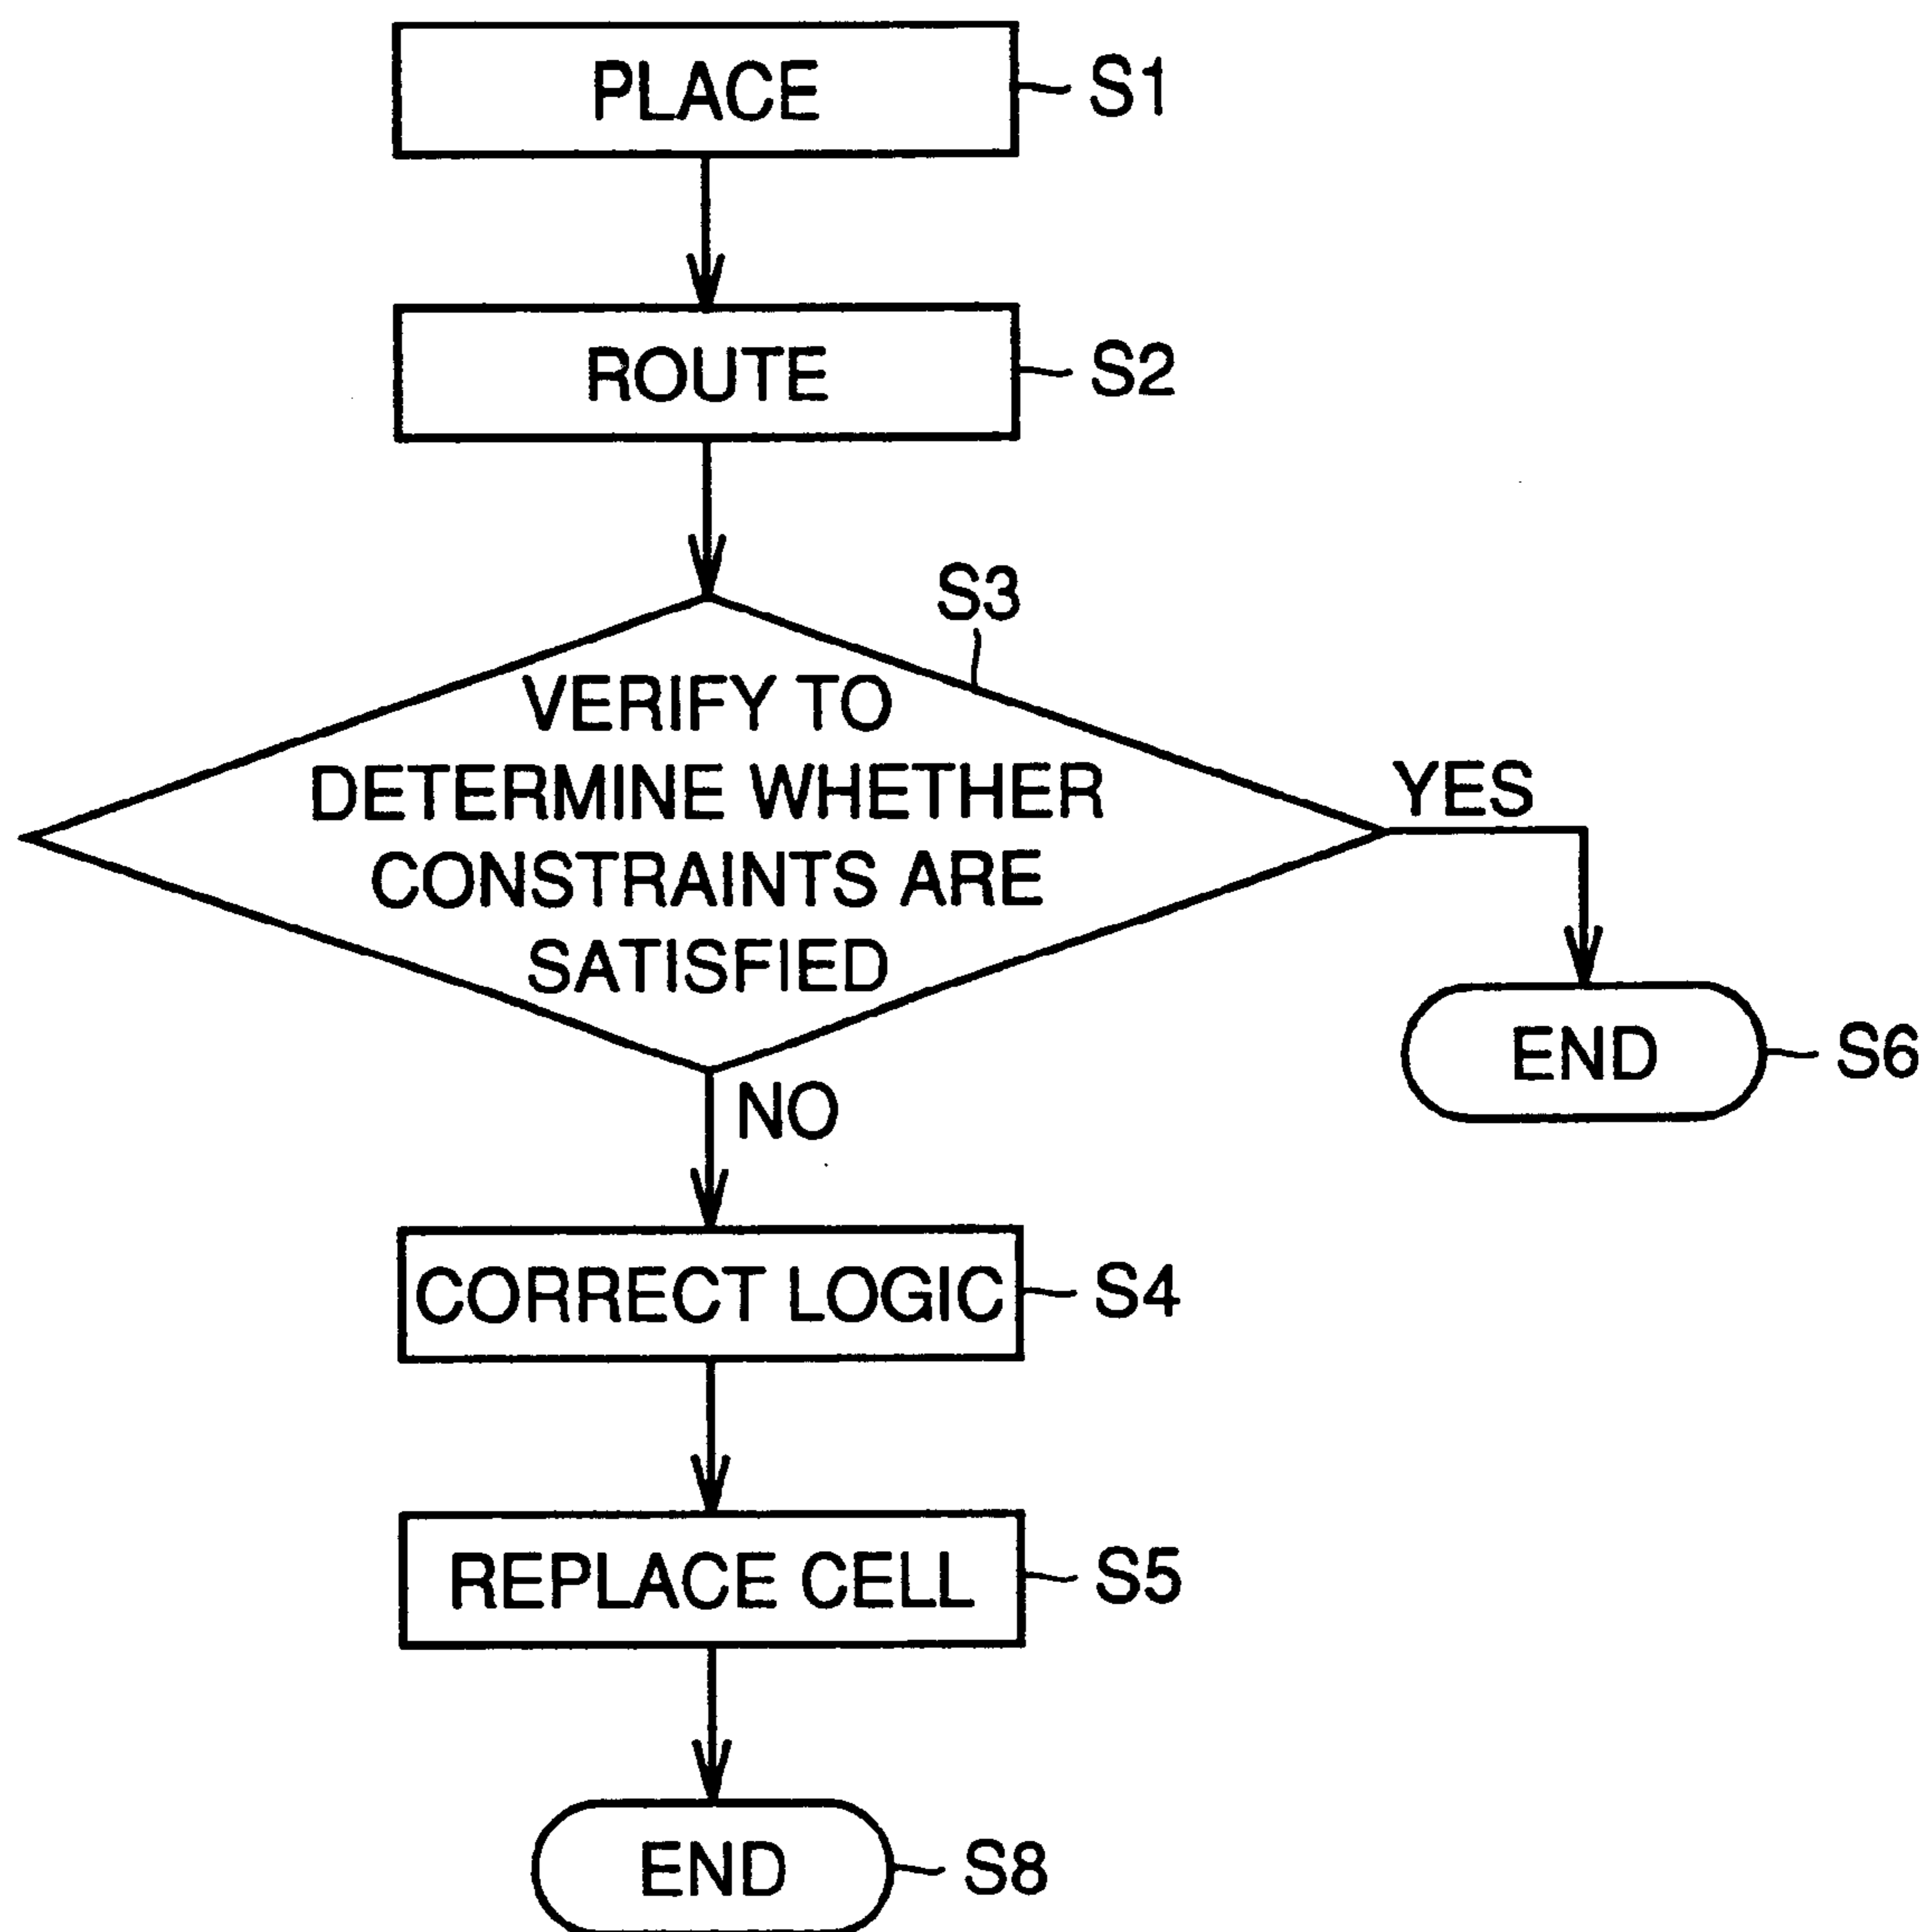 PLACE
S1
ROUTE
S2
S3
VERIFY TO
DETERMINE WHETHER
CONSTRAINTS ARE
SATISFIED
YES
END
S6
NO
CORRECT LOGIC
S4
REPLACE CELL
S5
END
S8